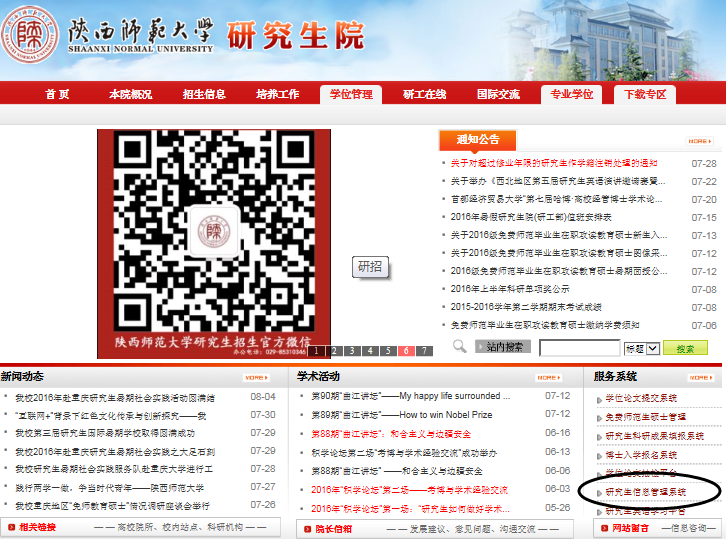 陕西师范大学
SHAANXI NORMAL UNIVERSITY
研究生院
首 页 本院概况 招生信息 培养工作 学位管理 研工在线 国际交流 专业学位 下载专区
陕西师范大学研究生招生官方微信
办公电话:029-85310346
1 2 3 4 5 6 7
研招
通知公告 MORE
关于对超过修业年限的研究生作学籍注销处理的通知 07-28
关于举办《西北地区第五届研究生英语演讲邀请赛暨... 07-22
首都经济贸易大学“第七届哈博·高校经管博士学术论... 07-20
2016年暑假研究生院(研工部)值班安排表 07-15
关于2016级免费师范毕业生在职攻读教育硕士新生入... 07-13
关于2016级免费师范毕业生在职攻读教育硕士图像采... 07-12
2016级免费师范毕业生在职攻读教育硕士暑期面授公... 07-12
2016年上半年科研单项奖公示 07-08
2015-2016学年第二学期期末考试成绩 07-08
免费师范毕业生在职攻读教育硕士缴纳学费须知 07-06
站内搜索 标题 搜索
新闻动态 MORE
我校2016年赴重庆研究生暑期社会实践活动圆满结 08-04
“互联网+”背景下红色文化传承与创新探究——我 07-30
我校第三届研究生国际暑期学校取得圆满成功 07-29
我校2016年赴重庆研究生暑期社会实践之大足石刻 07-29
我校研究生暑期社会实践服务队赴重庆大学进行工 07-28
践行两学一做，争当时代青年——陕西师范大学 07-27
我校重庆地区“免师教育硕士”情况调研座谈会举行 07-26
相关链接 — — 高校院所、校内站点、科研机构 — —
学术活动 MORE
第90期“曲江讲坛”——My happy life surrounded ... 07-12
第89期“曲江讲坛”——How to win Nobel Prize 07-12
第88期“曲江讲坛”：和合主义与边疆安全 06-16
积学论坛第二场“考博与学术经验交流”成功举办 06-13
第88期“曲江讲坛” ——和合主义与边疆安全 06-06
2016年“积学论坛”第二场——考博与学术经验交流 06-03
2016年“积学论坛”第一场：“研究生如何做好学术... 05-26
院长信箱 — — 发展建议、意见问题、沟通交流 — —
服务系统 MORE
学位论文提交系统
免费师范生硕士管理
研究生科研成果填报系统
博士入学报名系统
研究生信息管理系统
研究生英语学习平台
网站留言 —信息咨询—